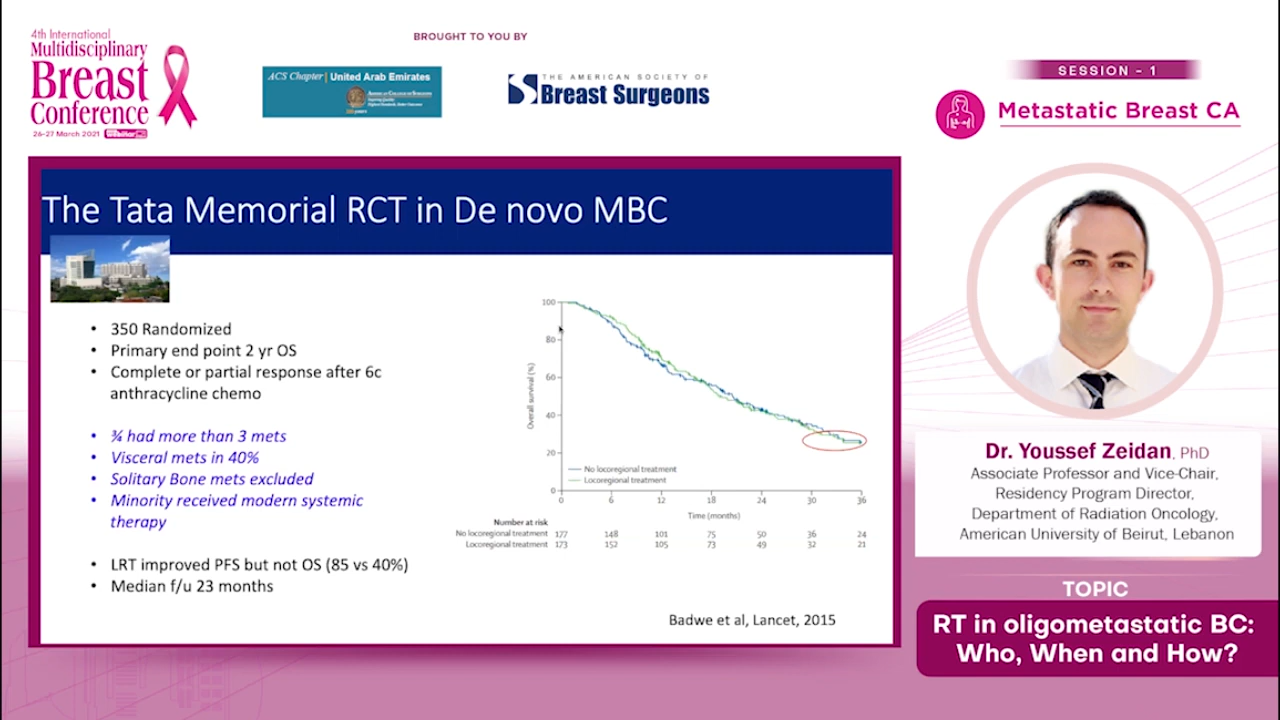 4th International
Multidisciplinary
Breast
Conference
26-27 March 2021
BROUGHT TO YOU BY
ACS Chapter | United Arab Emirates
AMERICAN COLLEGE OF SURGEONS
THE AMERICAN SOCIETY OF
Breast Surgeons
SESSION - 1
Metastatic Breast CA
The Tata Memorial RCT in De novo MBC
• 350 Randomized
• Primary end point 2 yr OS
• Complete or partial response after 6c
anthracycline chemo
• ¾ had more than 3 mets
• Visceral mets in 40%
• Solitary Bone mets excluded
• Minority received modern systemic
therapy
• LRT improved PFS but not OS (85 vs 40%)
• Median f/u 23 months
Overall survival (%)
100
80
60
40
20
0
No locoregional treatment
Locoregional treatment
0 6 12 18 24 30 36
Time (months)
Number at risk
No locoregional treatment 177 148 101 75 50 36 24
Locoregional treatment 173 152 105 73 49 32 21
Badwe et al, Lancet, 2015
Dr. Youssef Zeidan, PhD
Associate Professor and Vice-Chair,
Residency Program Director,
Department of Radiation Oncology,
American University of Beirut, Lebanon
TOPIC
RT in oligometastatic BC:
Who, When and How?